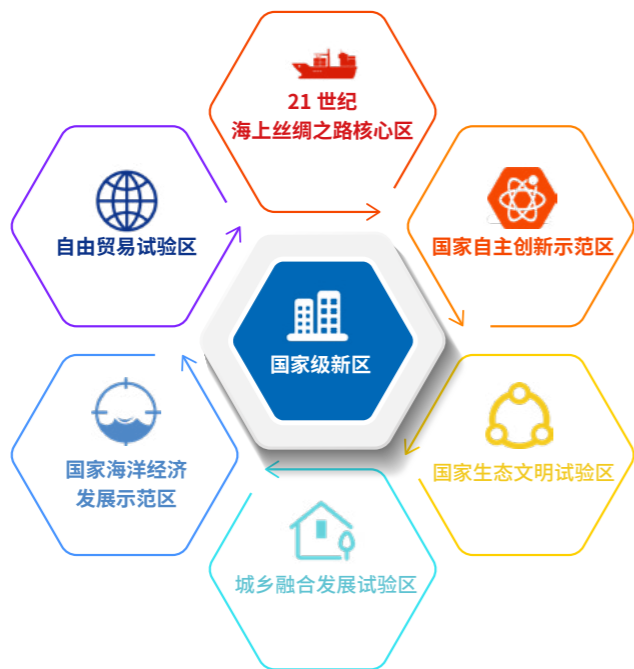 21 世纪
海上丝绸之路核心区
自由贸易试验区
国家自主创新示范区
国家级新区
国家海洋经济
发展示范区
国家生态文明试验区
城乡融合发展试验区